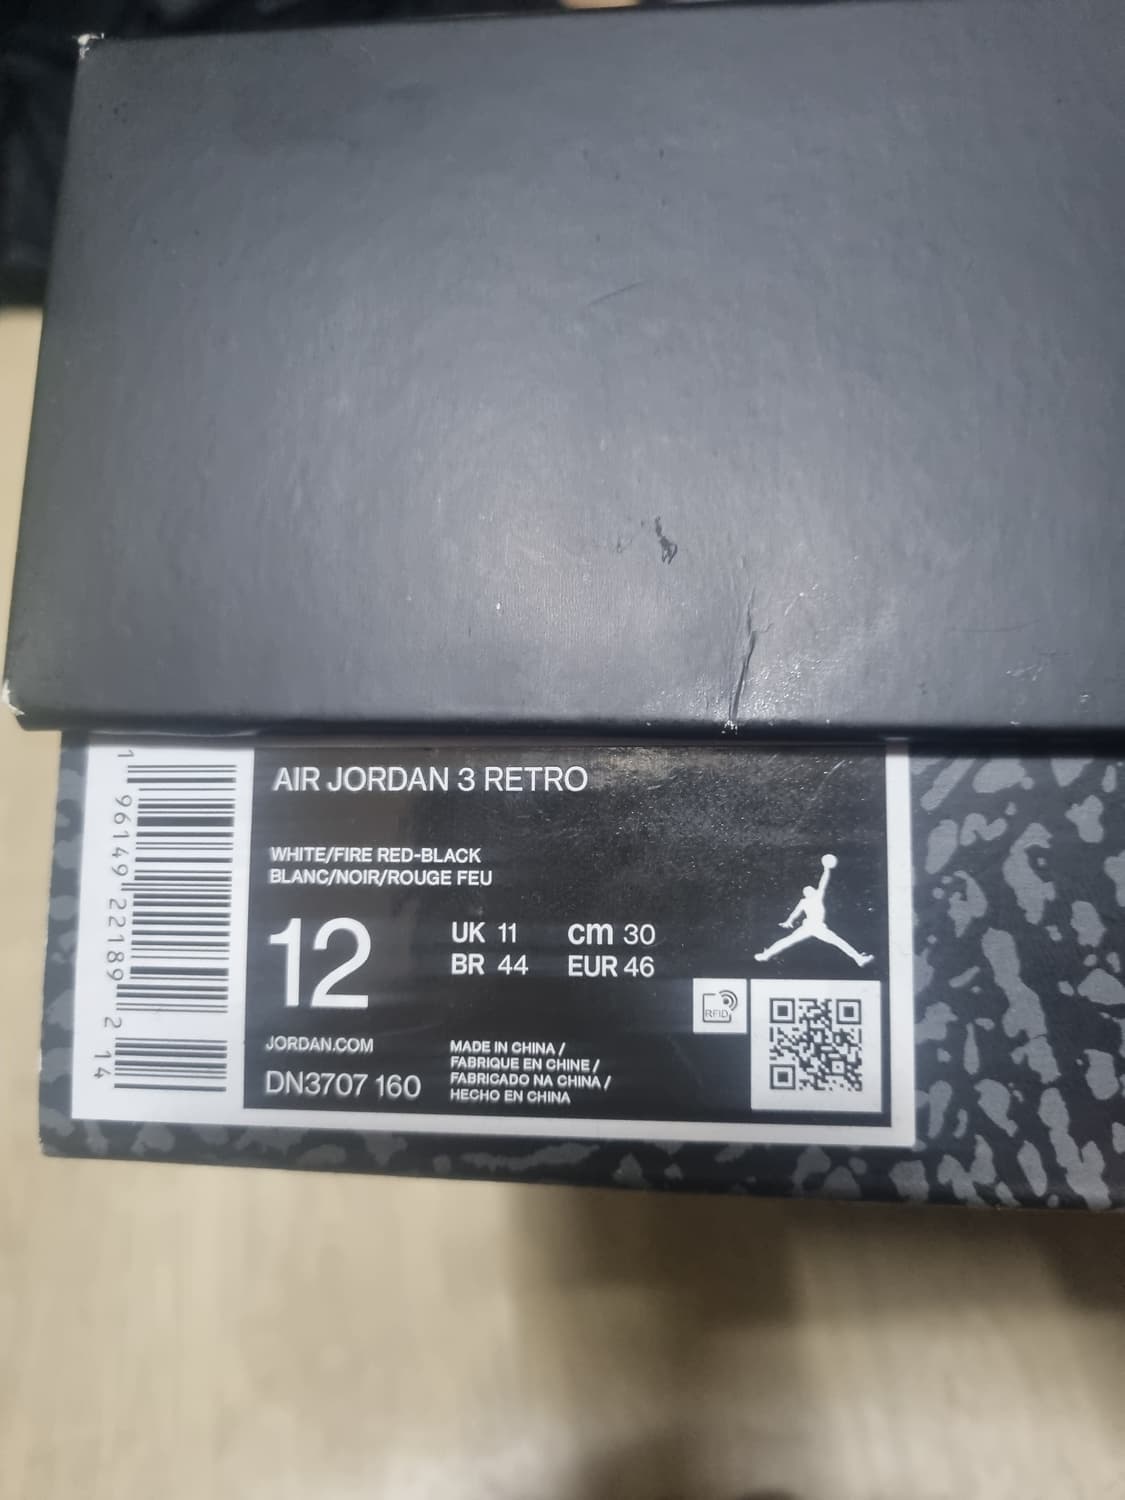 AIR JORDAN 3 RETRO
WHITE/FIRE RED-BLACK
BLANC/NOIR/ROUGE FEU
12
UK 11 cm 30
BR 44 EUR 46
RFID
JORDAN.COM
DN3707 160
MADE IN CHINA /
FABRIQUE EN CHINE /
FABRICADO NA CHINA /
HECHO EN CHINA
1 96149 22189 2 14